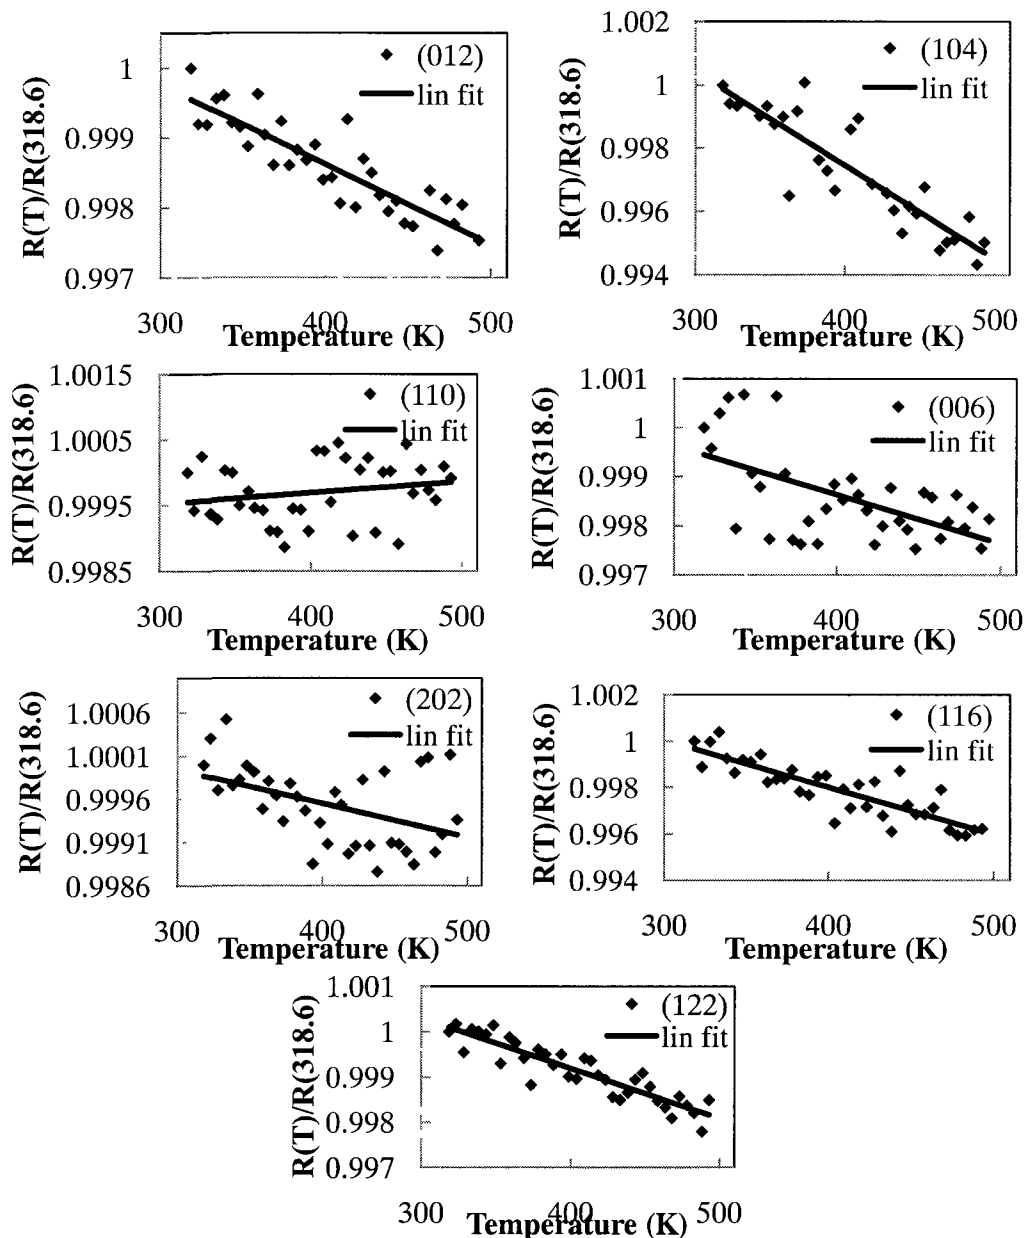 R(T)/R(318.6)
1
0.999
0.998
0.997
(012)
lin fit
300 400 500
Temperature (K)
R(T)/R(318.6)
1.002
1
0.998
0.996
0.994
(104)
lin fit
300 400 500
Temperature (K)
R(T)/R(318.6)
1.0015
1.0005
0.9995
0.9985
(110)
lin fit
300 400 500
Temperature (K)
R(T)/R(318.6)
1.001
1
0.999
0.998
0.997
(006)
lin fit
300 400 500
Temperature (K)
R(T)/R(318.6)
1.0006
1.0001
0.9996
0.9991
0.9986
(202)
lin fit
300 400 500
Temperature (K)
R(T)/R(318.6)
1.002
1
0.998
0.996
0.994
(116)
lin fit
300 400 500
Temperature (K)
R(T)/R(318.6)
1.001
1
0.999
0.998
0.997
(122)
lin fit
300 400 500
Temperature (K)